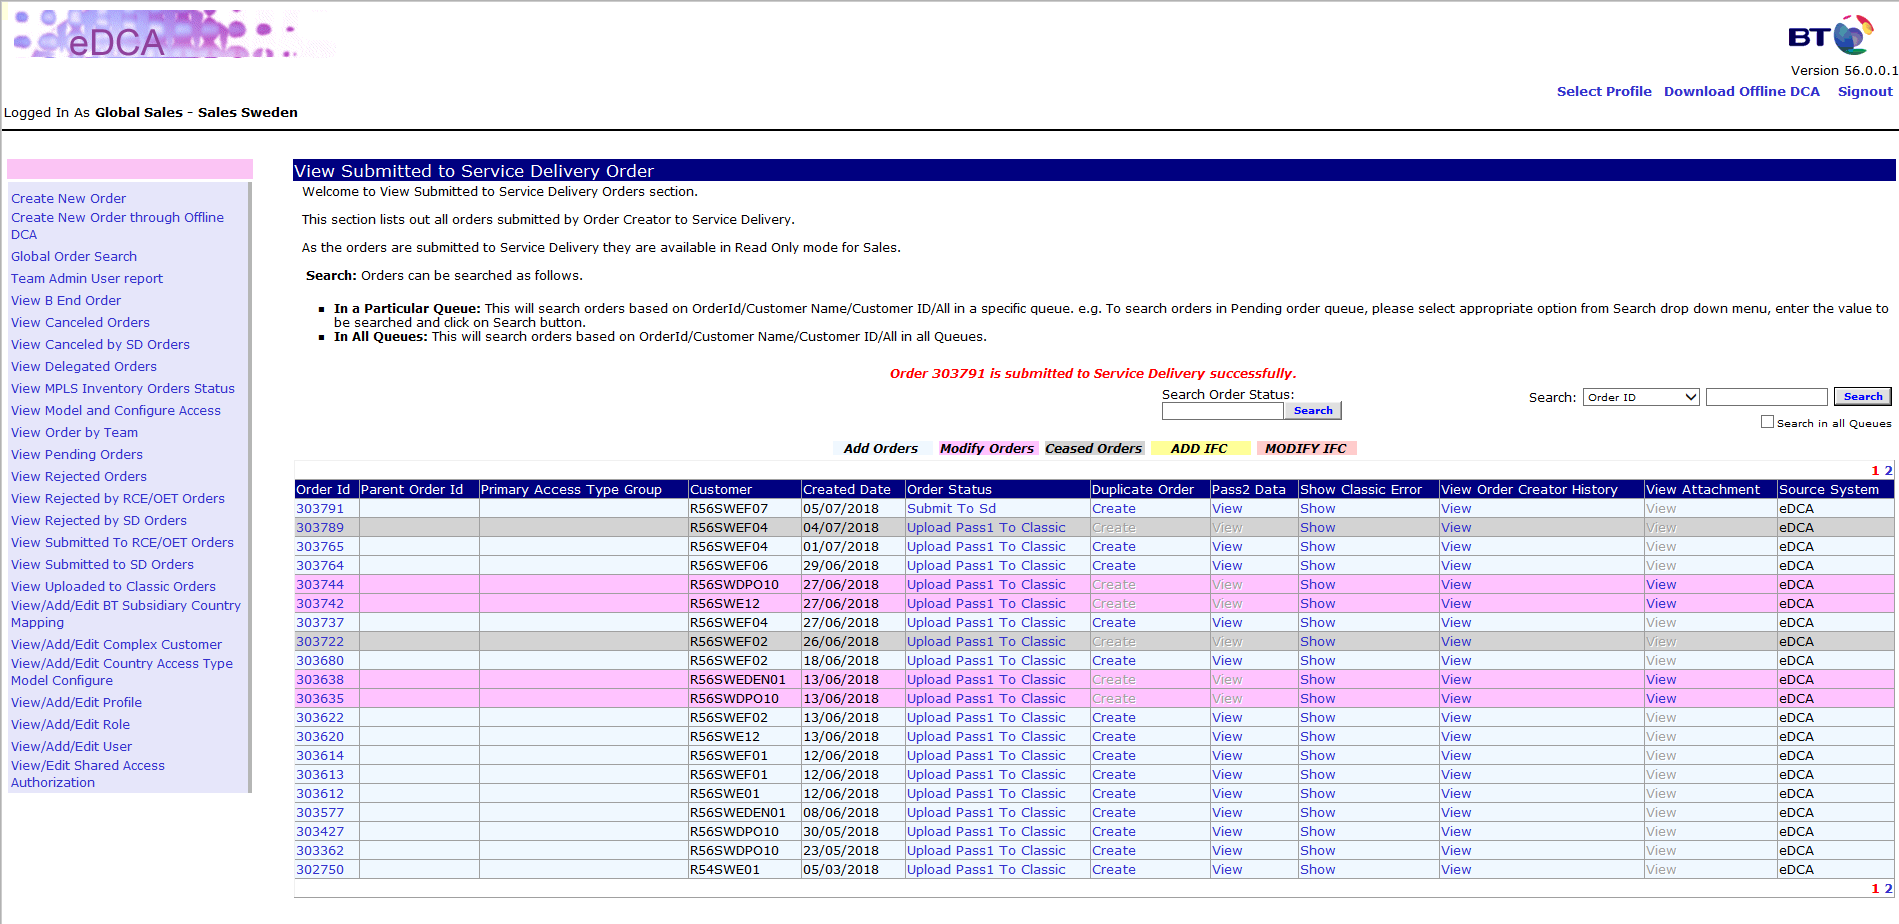 eDCA
BT
Version 56.0.0.1
Select Profile Download Offline DCA Signout
Logged In As Global Sales - Sales Sweden
Create New Order
Create New Order through Offline
DCA
Global Order Search
Team Admin User report
View B End Order
View Canceled Orders
View Canceled by SD Orders
View Delegated Orders
View MPLS Inventory Orders Status
View Model and Configure Access
View Order by Team
View Pending Orders
View Rejected Orders
View Rejected by RCE/OET Orders
View Rejected by SD Orders
View Submitted To RCE/OET Orders
View Submitted to SD Orders
View Uploaded to Classic Orders
View/Add/Edit BT Subsidiary Country
Mapping
View/Add/Edit Complex Customer
View/Add/Edit Country Access Type
Model Configure
View/Add/Edit Profile
View/Add/Edit Role
View/Add/Edit User
View/Edit Shared Access
Authorization
View Submitted to Service Delivery Order
Welcome to View Submitted to Service Delivery Orders section.
This section lists out all orders submitted by Order Creator to Service Delivery.
As the orders are submitted to Service Delivery they are available in Read Only mode for Sales.
Search: Orders can be searched as follows.
In a Particular Queue: This will search orders based on OrderId/Customer Name/Customer ID/All in a specific queue. e.g. To search orders in Pending order queue, please select appropriate option from Search drop down menu, enter the value to
be searched and click on Search button.
In All Queues: This will search orders based on OrderId/Customer Name/Customer ID/All in all Queues.
Order 303791 is submitted to Service Delivery successfully.
Search Order Status:
Search
Search: Order ID Search
Search in all Queues
Add Orders Modify Orders Ceased Orders ADD IFC MODIFY IFC
1 2
Order Id Parent Order Id Primary Access Type Group Customer Created Date Order Status Duplicate Order Pass2 Data Show Classic Error View Order Creator History View Attachment Source System
303791 R56SWEF07 05/07/2018 Submit To Sd Create View Show View View eDCA
303789 R56SWEF04 04/07/2018 Upload Pass1 To Classic Create View Show View View eDCA
303765 R56SWEF04 01/07/2018 Upload Pass1 To Classic Create View Show View View eDCA
303764 R56SWEF06 29/06/2018 Upload Pass1 To Classic Create View Show View View eDCA
303744 R56SWDPO10 27/06/2018 Upload Pass1 To Classic Create View Show View View eDCA
303742 R56SWE12 27/06/2018 Upload Pass1 To Classic Create View Show View View eDCA
303737 R56SWEF04 27/06/2018 Upload Pass1 To Classic Create View Show View View eDCA
303722 R56SWEF02 26/06/2018 Upload Pass1 To Classic Create View Show View View eDCA
303680 R56SWEF02 18/06/2018 Upload Pass1 To Classic Create View Show View View eDCA
303638 R56SWEDEN01 13/06/2018 Upload Pass1 To Classic Create View Show View View eDCA
303635 R56SWDPO10 13/06/2018 Upload Pass1 To Classic Create View Show View View eDCA
303622 R56SWEF02 13/06/2018 Upload Pass1 To Classic Create View Show View View eDCA
303620 R56SWE12 13/06/2018 Upload Pass1 To Classic Create View Show View View eDCA
303614 R56SWEF01 12/06/2018 Upload Pass1 To Classic Create View Show View View eDCA
303613 R56SWEF01 12/06/2018 Upload Pass1 To Classic Create View Show View View eDCA
303612 R56SWE01 12/06/2018 Upload Pass1 To Classic Create View Show View View eDCA
303577 R56SWEDEN01 08/06/2018 Upload Pass1 To Classic Create View Show View View eDCA
303427 R56SWDPO10 30/05/2018 Upload Pass1 To Classic Create View Show View View eDCA
303362 R56SWDPO10 23/05/2018 Upload Pass1 To Classic Create View Show View View eDCA
302750 R54SWE01 05/03/2018 Upload Pass1 To Classic Create View Show View View eDCA
1 2